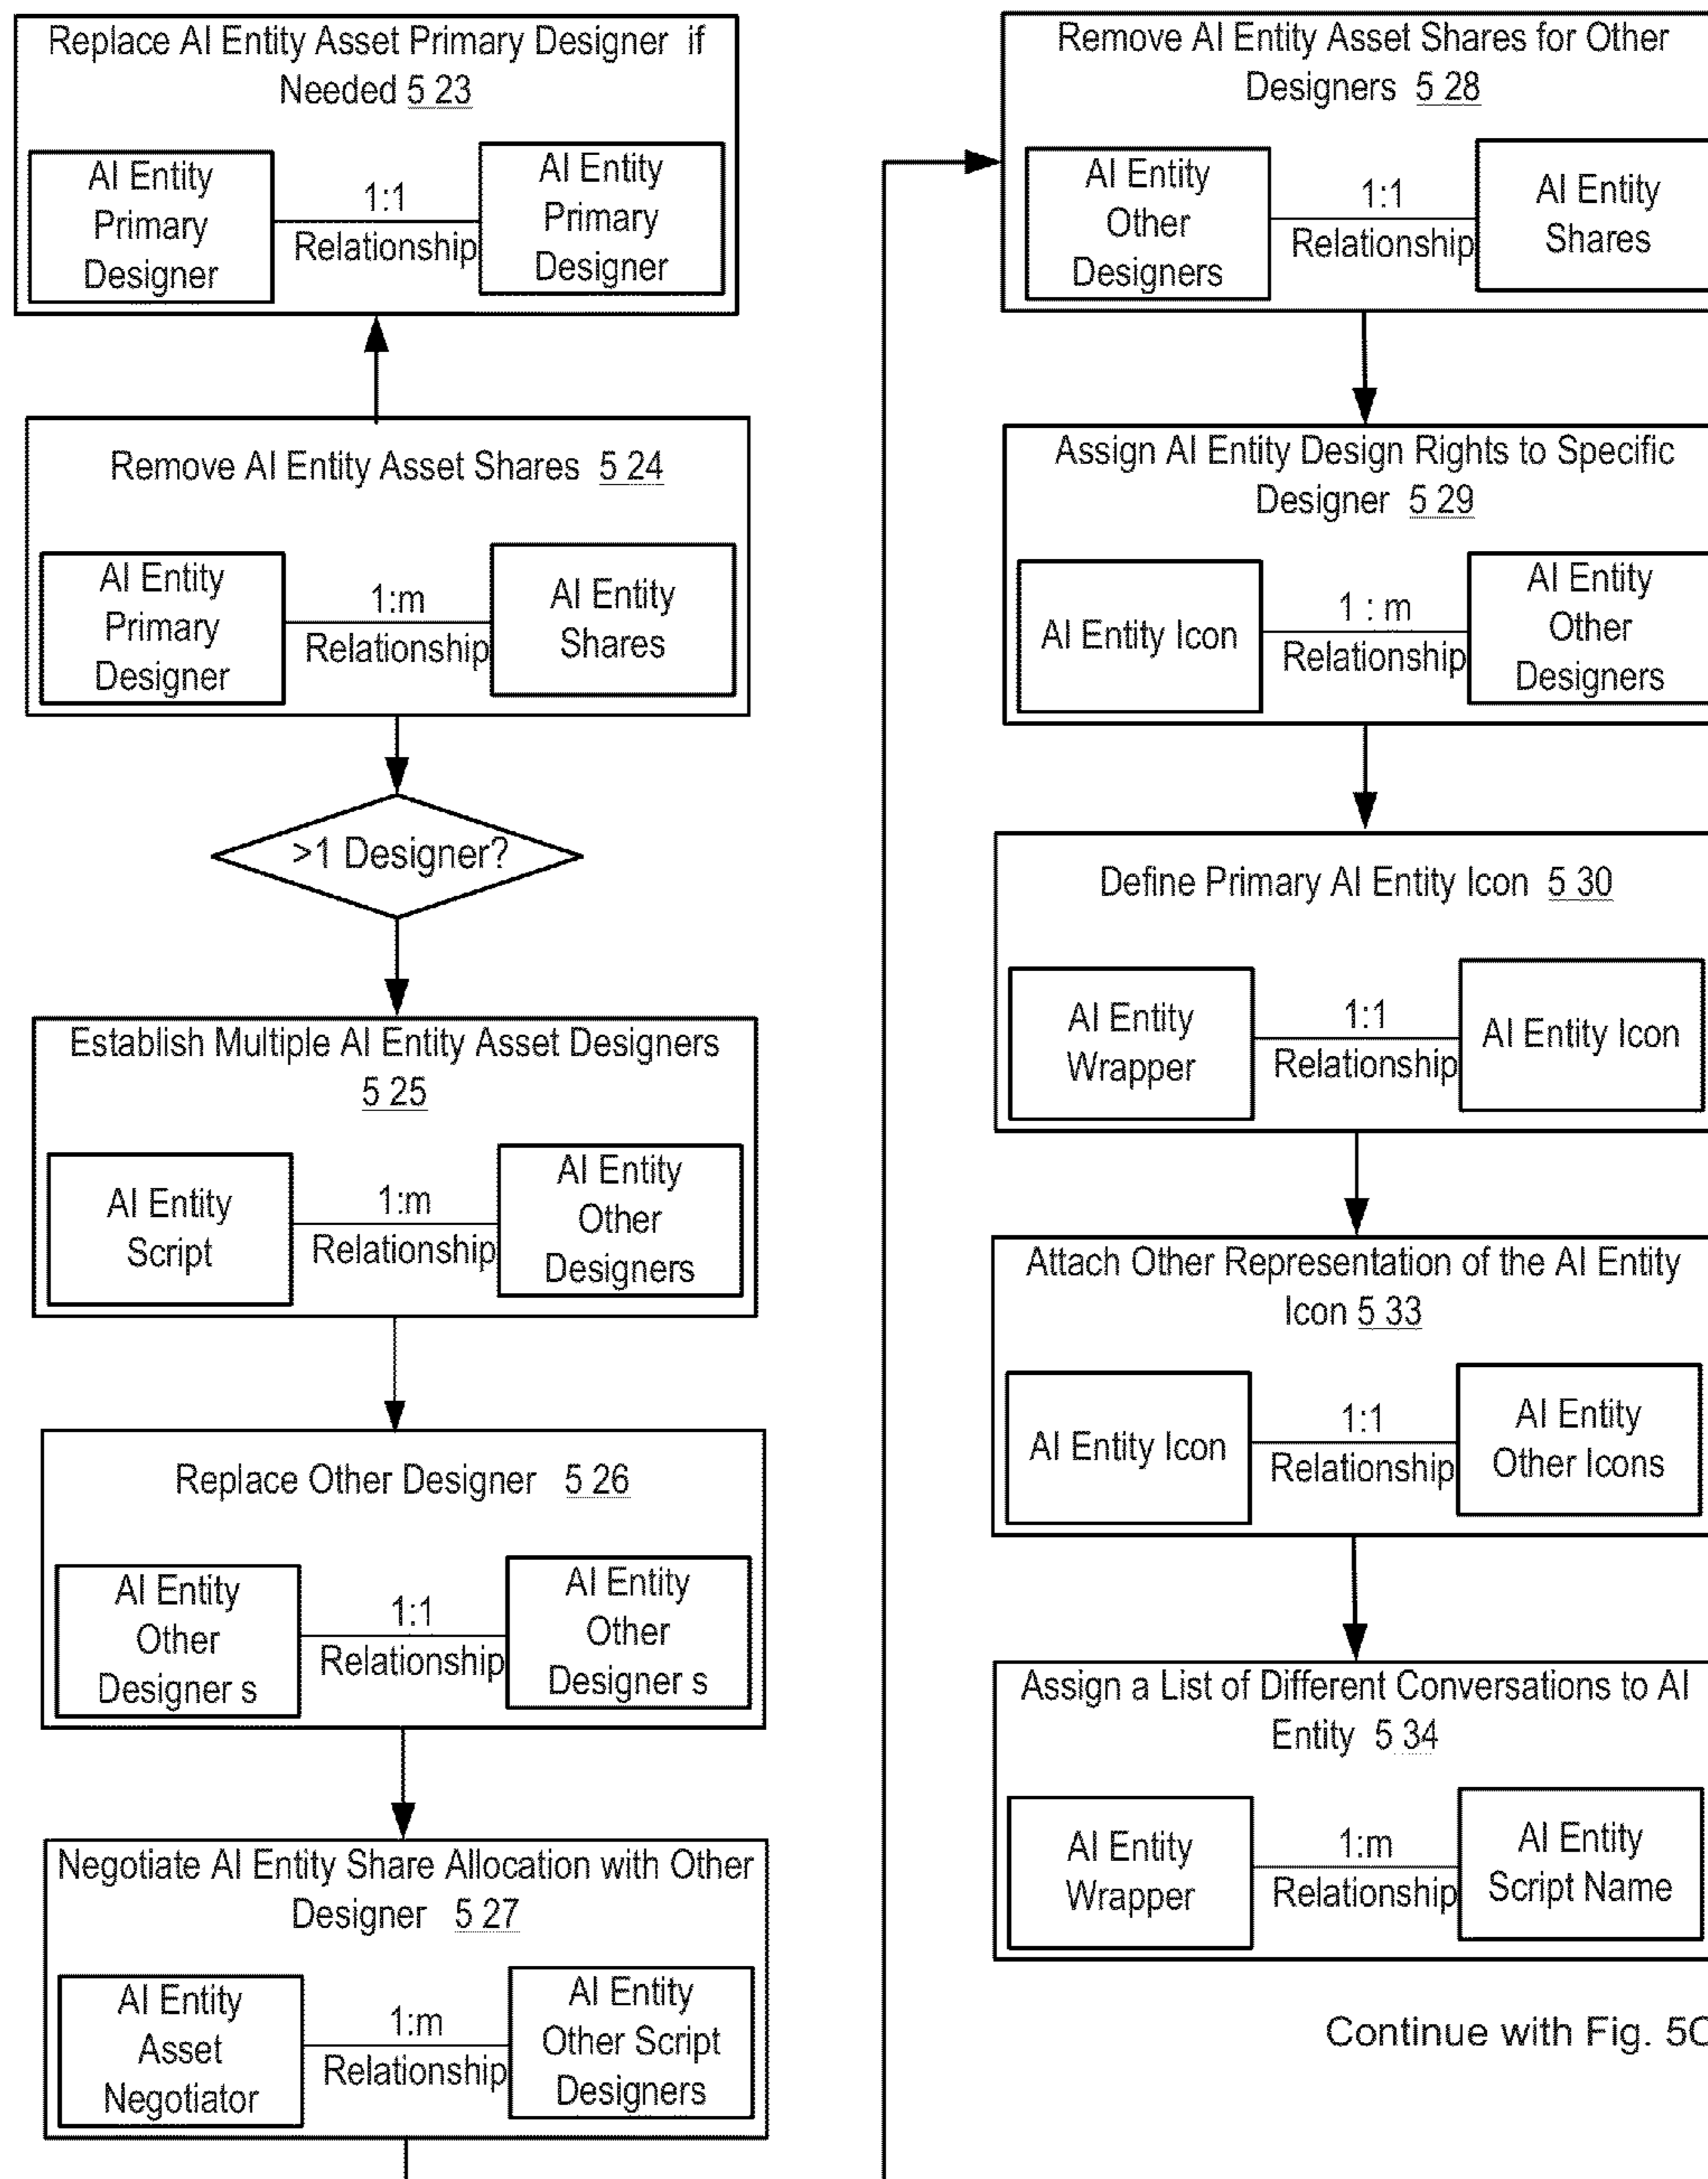 Replace AI Entity Asset Primary Designer if
Needed 5 23
AI Entity
Primary
Designer
1:1
Relationship
AI Entity
Primary
Designer
Remove AI Entity Asset Shares 5 24
AI Entity
Primary
Designer
1:m
Relationship
AI Entity
Shares
>1 Designer?
Establish Multiple AI Entity Asset Designers
5 25
AI Entity
Script
1:m
Relationship
AI Entity
Other
Designers
Replace Other Designer 5 26
AI Entity
Other
Designer s
1:1
Relationship
AI Entity
Other
Designer s
Negotiate AI Entity Share Allocation with Other
Designer 5 27
AI Entity
Asset
Negotiator
1:m
Relationship
AI Entity
Other Script
Designers
Remove AI Entity Asset Shares for Other
Designers 5 28
AI Entity
Other
Designers
1:1
Relationship
AI Entity
Shares
Assign AI Entity Design Rights to Specific
Designer 5 29
AI Entity Icon
1 : m
Relationship
AI Entity
Other
Designers
Define Primary AI Entity Icon 5 30
AI Entity
Wrapper
1:1
Relationship
AI Entity Icon
Attach Other Representation of the AI Entity
Icon 5 33
AI Entity Icon
1:1
Relationship
AI Entity
Other Icons
Assign a List of Different Conversations to AI
Entity 5 34
AI Entity
Wrapper
1:m
Relationship
AI Entity
Script Name
Continue with Fig. 5C